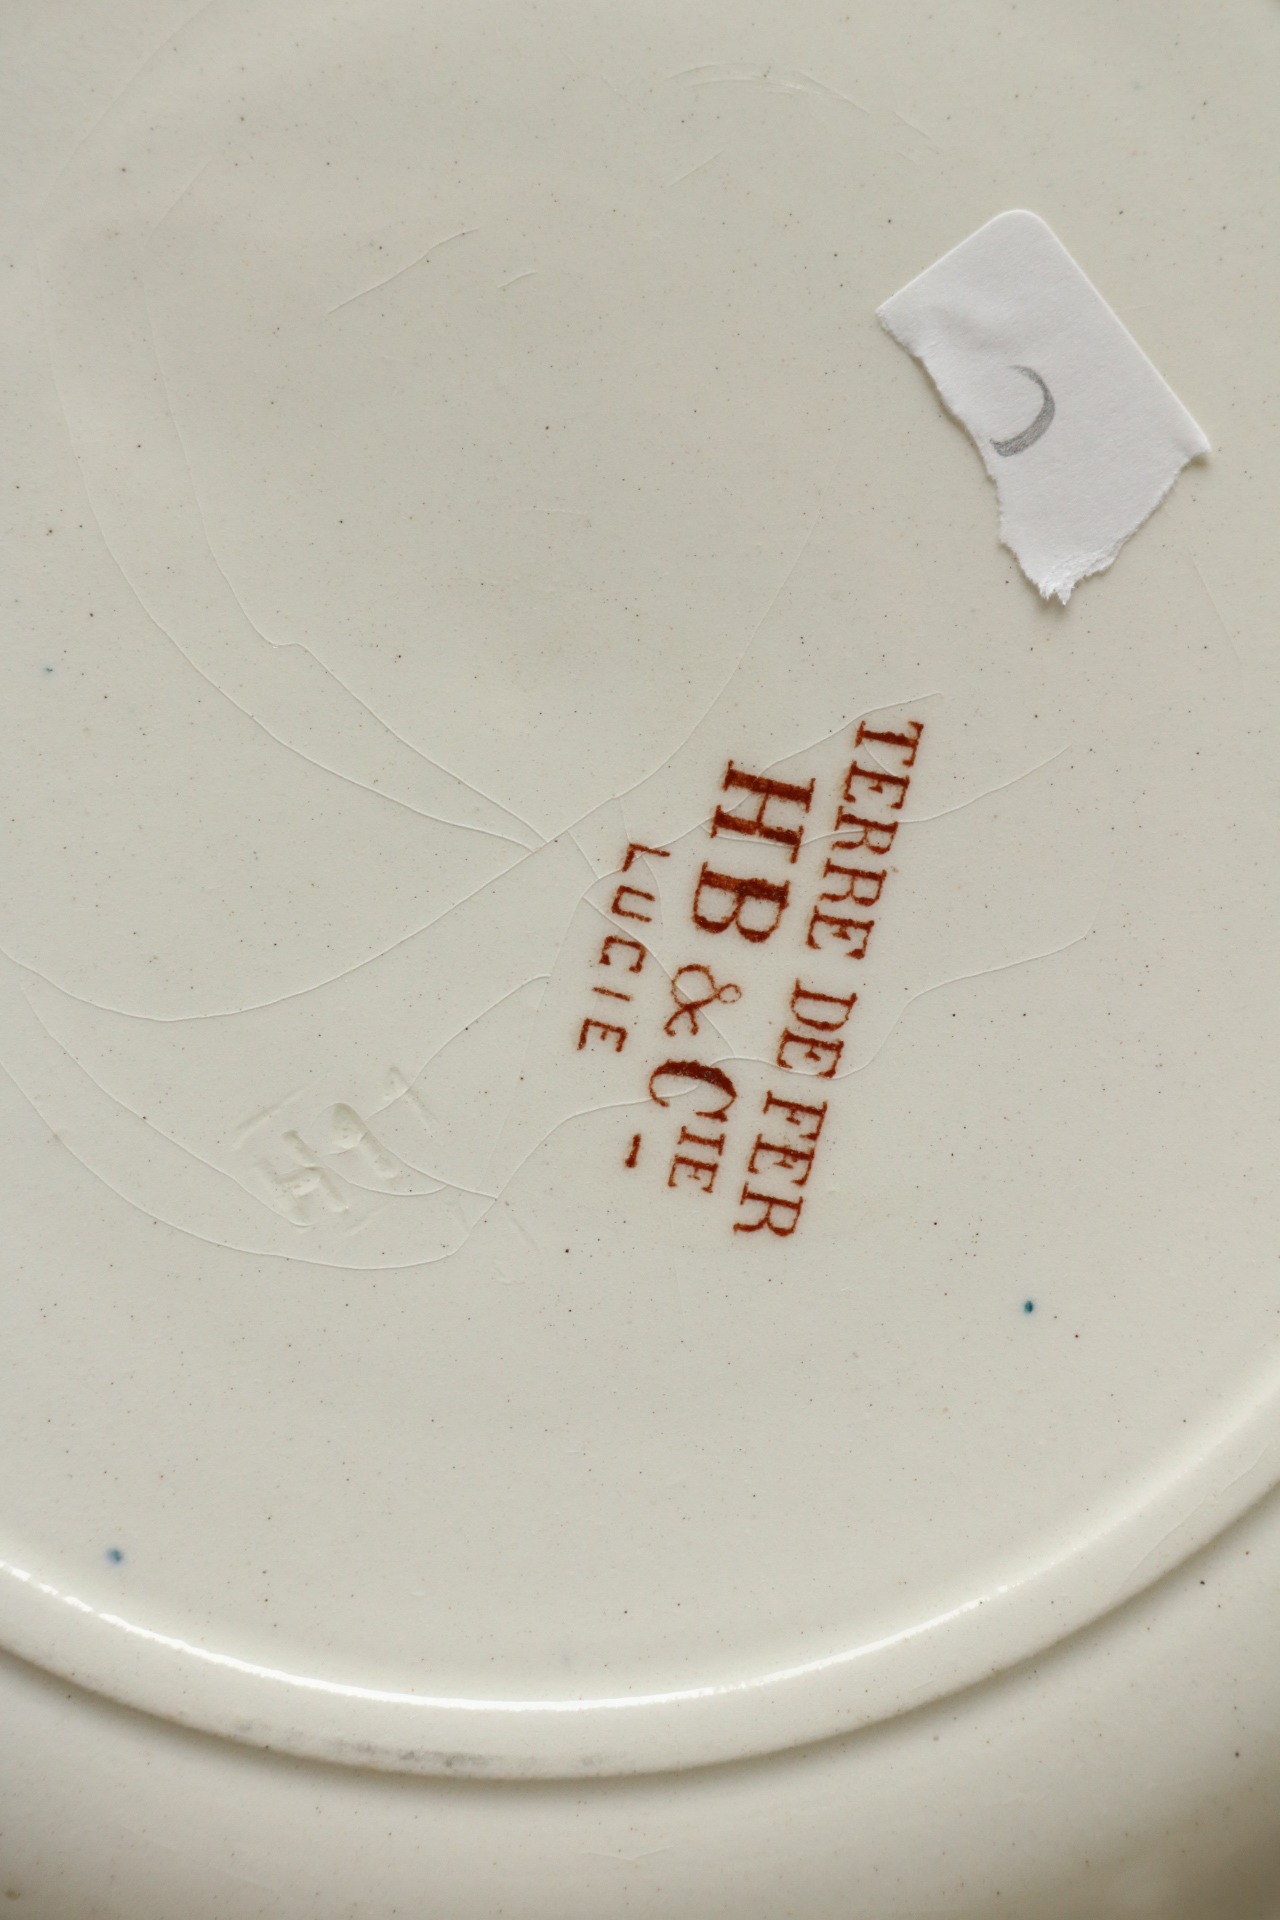 TERRE DE FER
HB & CIE -
LUCIE